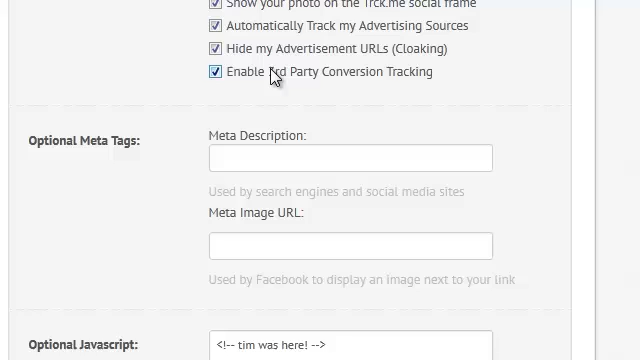 Show your photo on the Trck.me social frame
Automatically Track my Advertising Sources
Hide my Advertisement URLs (Cloaking)
Enable 3rd Party Conversion Tracking
Optional Meta Tags:
Meta Description:
Used by search engines and social media sites
Meta Image URL:
Used by Facebook to display an image next to your link
Optional Javascript:
<!-- tim was here! -->